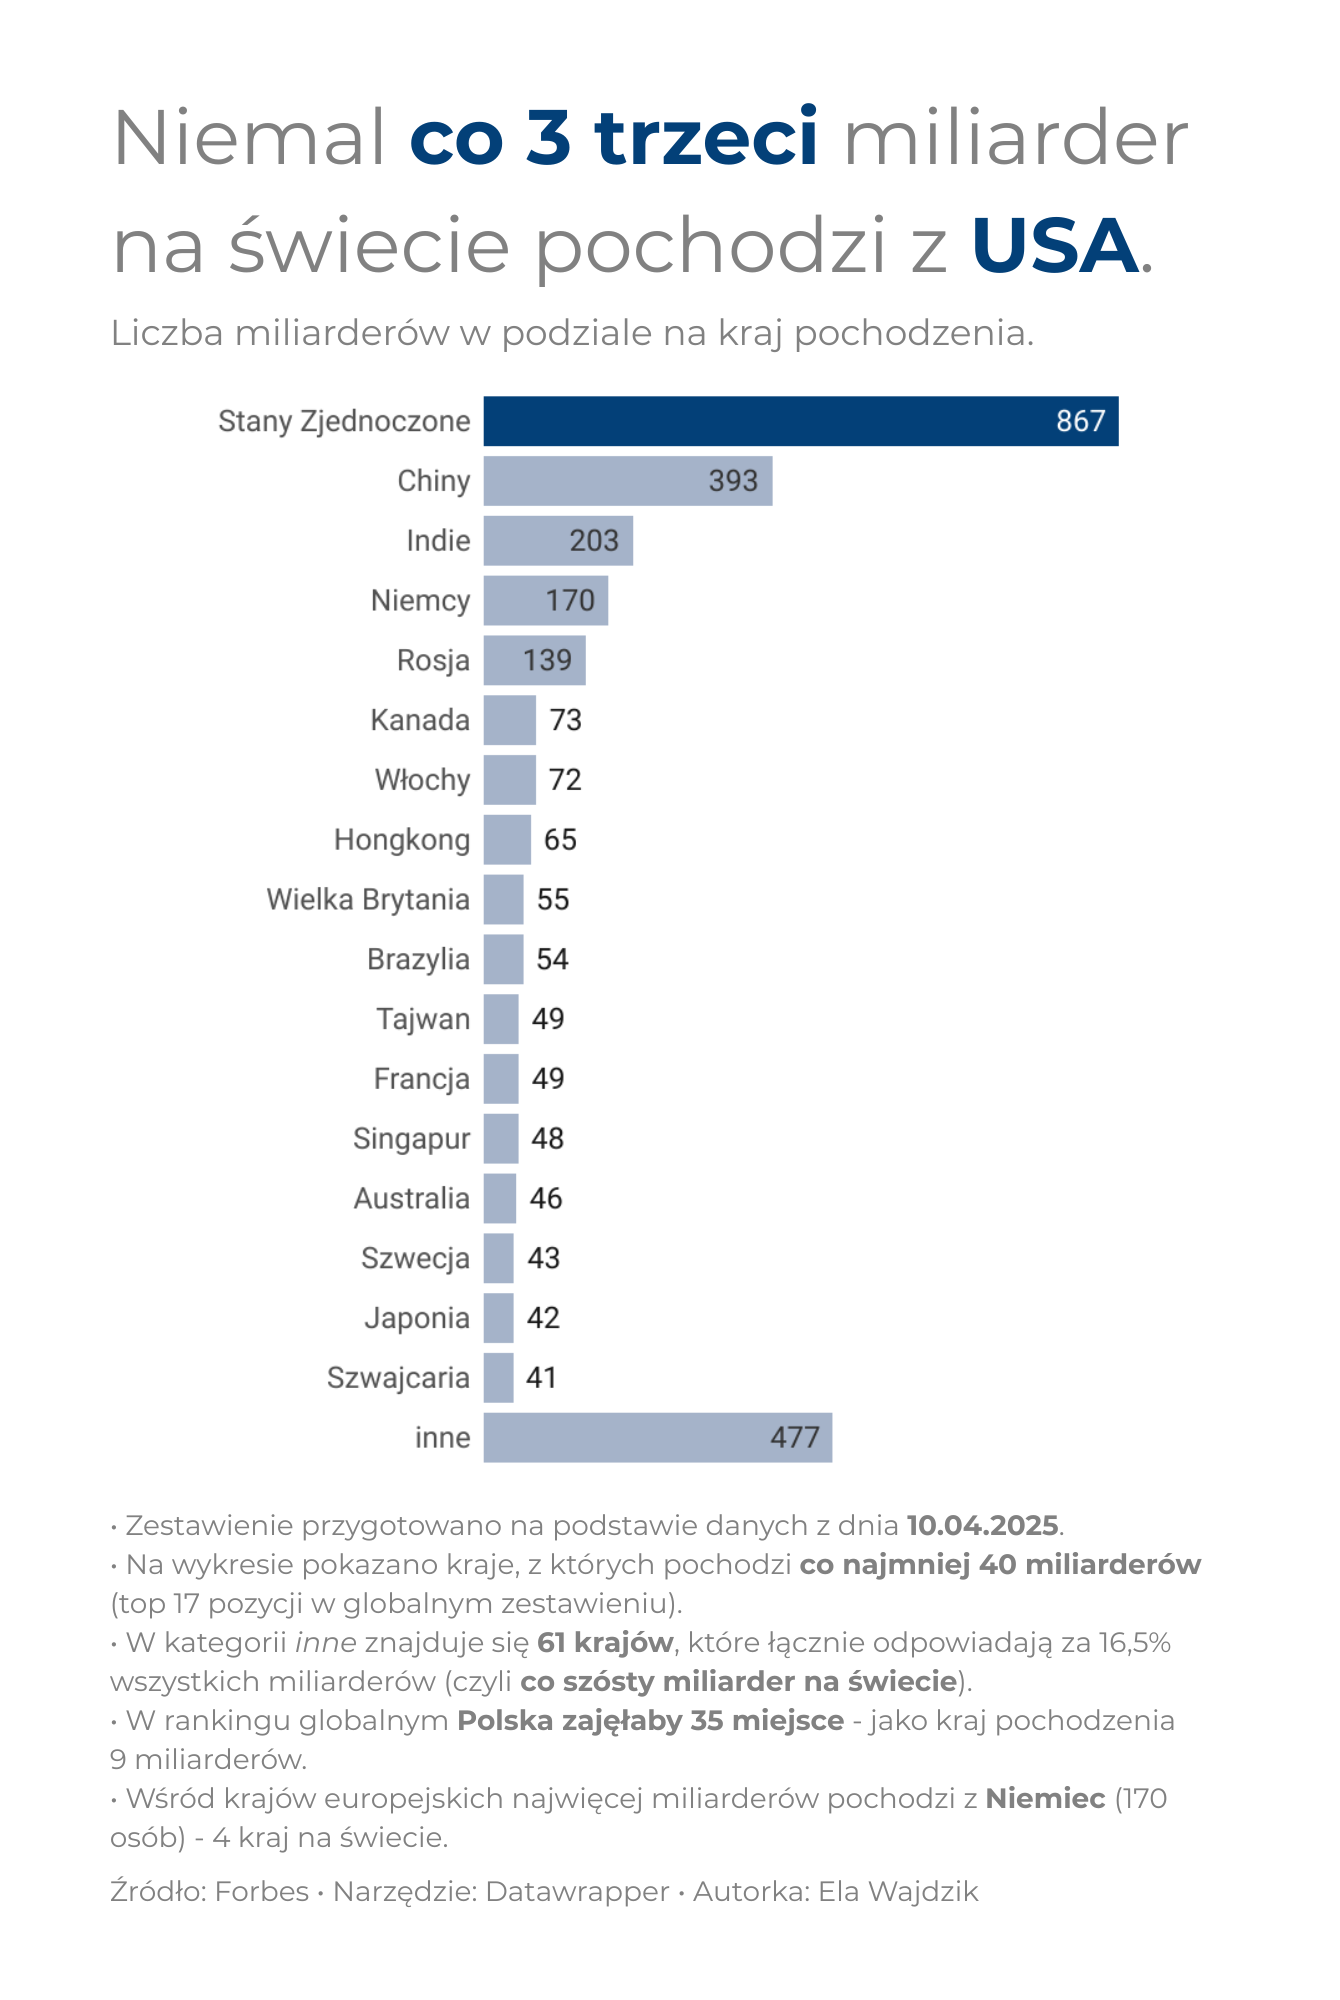 Niemal co 3 trzeci miliarder
na świecie pochodzi z USA.
Liczba miliarderów w podziale na kraj pochodzenia.
Stany Zjednoczone 867
Chiny 393
Indie 203
Niemcy 170
Rosja 139
Kanada 73
Włochy 72
Hongkong 65
Wielka Brytania 55
Brazylia 54
Tajwan 49
Francja 49
Singapur 48
Australia 46
Szwecja 43
Japonia 42
Szwajcaria 41
inne 477
• Zestawienie przygotowano na podstawie danych z dnia 10.04.2025.
• Na wykresie pokazano kraje, z których pochodzi co najmniej 40 miliarderów
(top 17 pozycji w globalnym zestawieniu).
• W kategorii inne znajduje się 61 krajów, które łącznie odpowiadają za 16,5%
wszystkich miliarderów (czyli co szósty miliarder na świecie).
• W rankingu globalnym Polska zajęłaby 35 miejsce - jako kraj pochodzenia
9 miliarderów.
• Wśród krajów europejskich najwięcej miliarderów pochodzi z Niemiec (170
osób) - 4 kraj na świecie.
Źródło: Forbes • Narzędzie: Datawrapper • Autorka: Ela Wajdzik